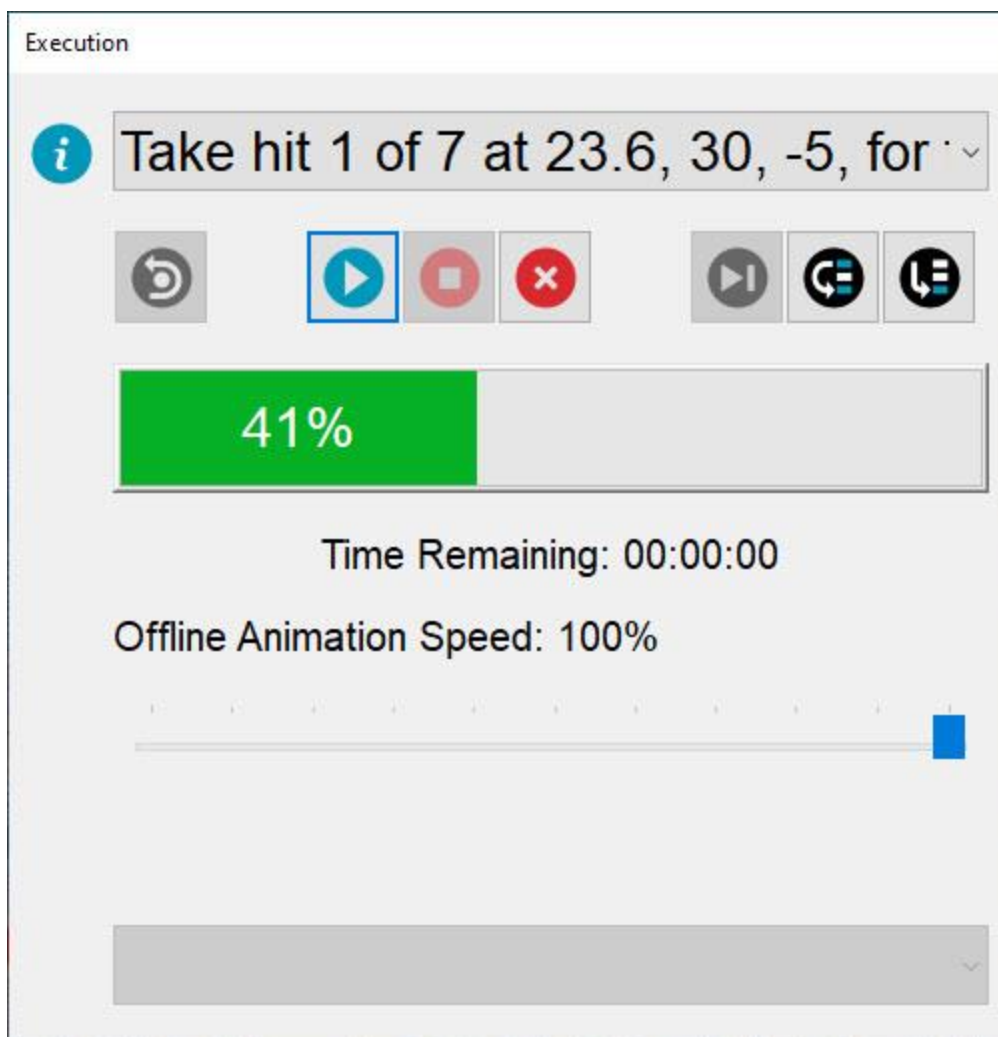 Execution
i
Take hit 1 of 7 at 23.6, 30, -5, for
41%
Time Remaining: 00:00:00
Offline Animation Speed: 100%